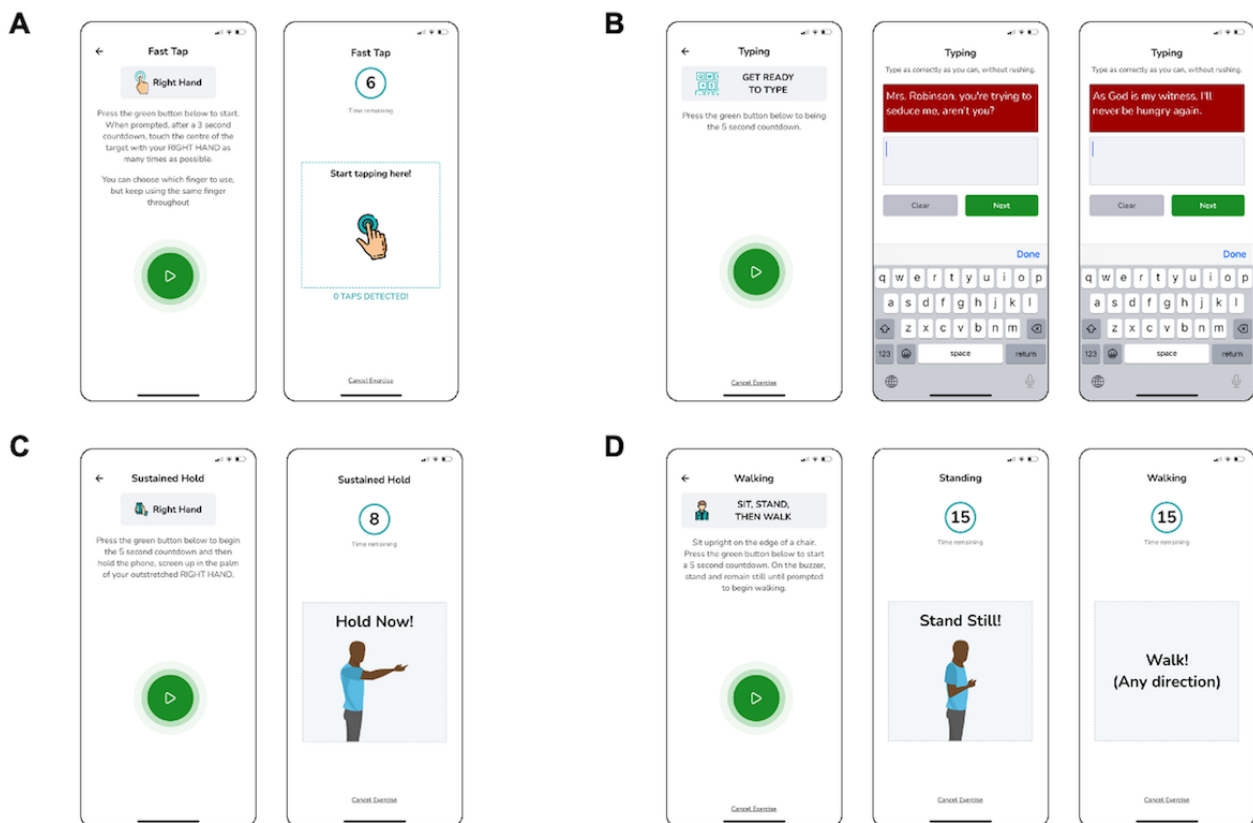 A
Fast Tap
Right Hand
Press the green button below to start.
When prompted, after a 3 second
countdown, touch the centre of the
target with your RIGHT HAND as
many times as possible.
You can choose which finger to use,
but keep using the same finger
throughout
Fast Tap
6
Time remaining
Start tapping here!
0 TAPS DETECTED!
Cancel Exercise
B
Typing
GET READY
TO TYPE
Press the green button below to being
the 5 second countdown.
Cancel Exercise
Typing
Type as correctly as you can, without rushing.
Mrs. Robinson, you're trying to
seduce me, aren't you?
Clear
Next
Done
q w e r t y u i o p
a s d f g h j k l
z x c v b n m
123
space
return
Typing
Type as correctly as you can, without rushing.
As God is my witness, I'll
never be hungry again.
Clear
Next
Done
q w e r t y u i o p
a s d f g h j k l
z x c v b n m
123
space
return
C
Sustained Hold
Right Hand
Press the green button below to begin
the 5 second countdown and then
hold the phone, screen up in the palm
of your outstretched RIGHT HAND.
Sustained Hold
8
Time remaining
Hold Now!
Cancel Exercise
D
Walking
SIT, STAND,
THEN WALK
Sit upright on the edge of a chair.
Press the green button below to start
a 5 second countdown. On the buzzer,
stand and remain still until prompted
to begin walking.
Cancel Exercise
Standing
15
Time remaining
Stand Still!
Cancel Exercise
Walking
15
Time remaining
Walk!
(Any direction)
Cancel Exercise